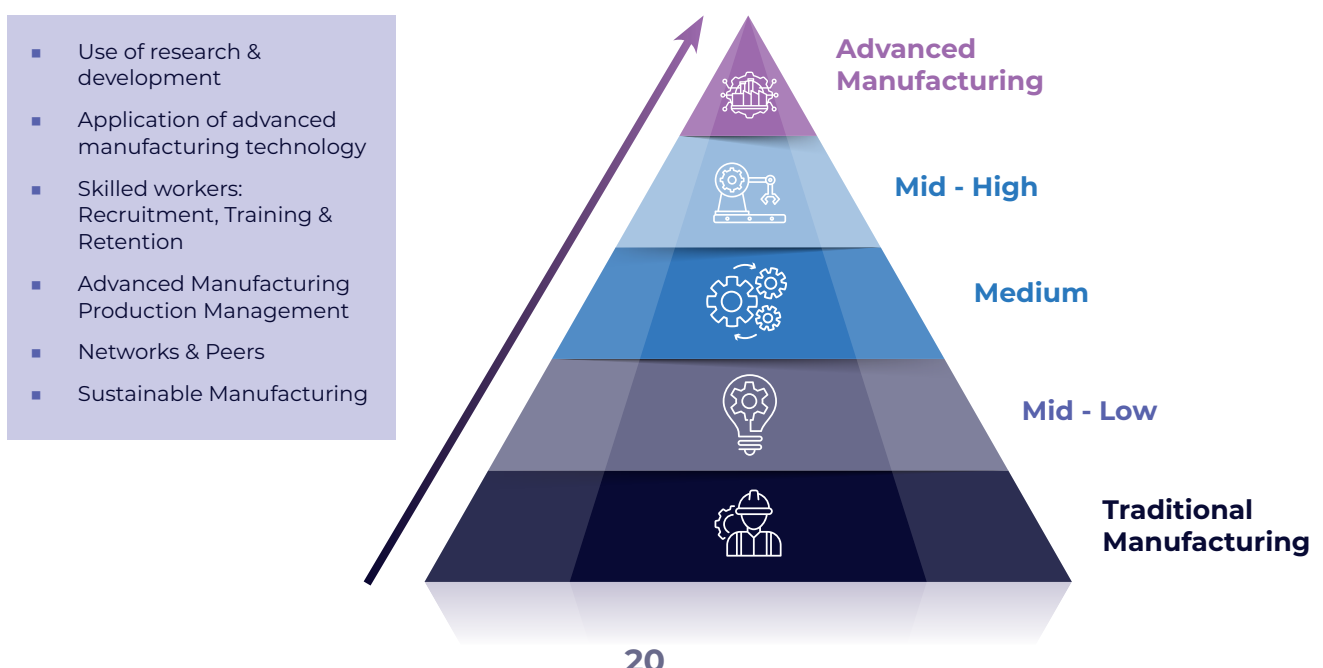 Use of research &
development
Application of advanced
manufacturing technology
Skilled workers:
Recruitment, Training &
Retention
Advanced Manufacturing
Production Management
Networks & Peers
Sustainable Manufacturing
Advanced
Manufacturing
Mid - High
Medium
Mid - Low
Traditional
Manufacturing
20